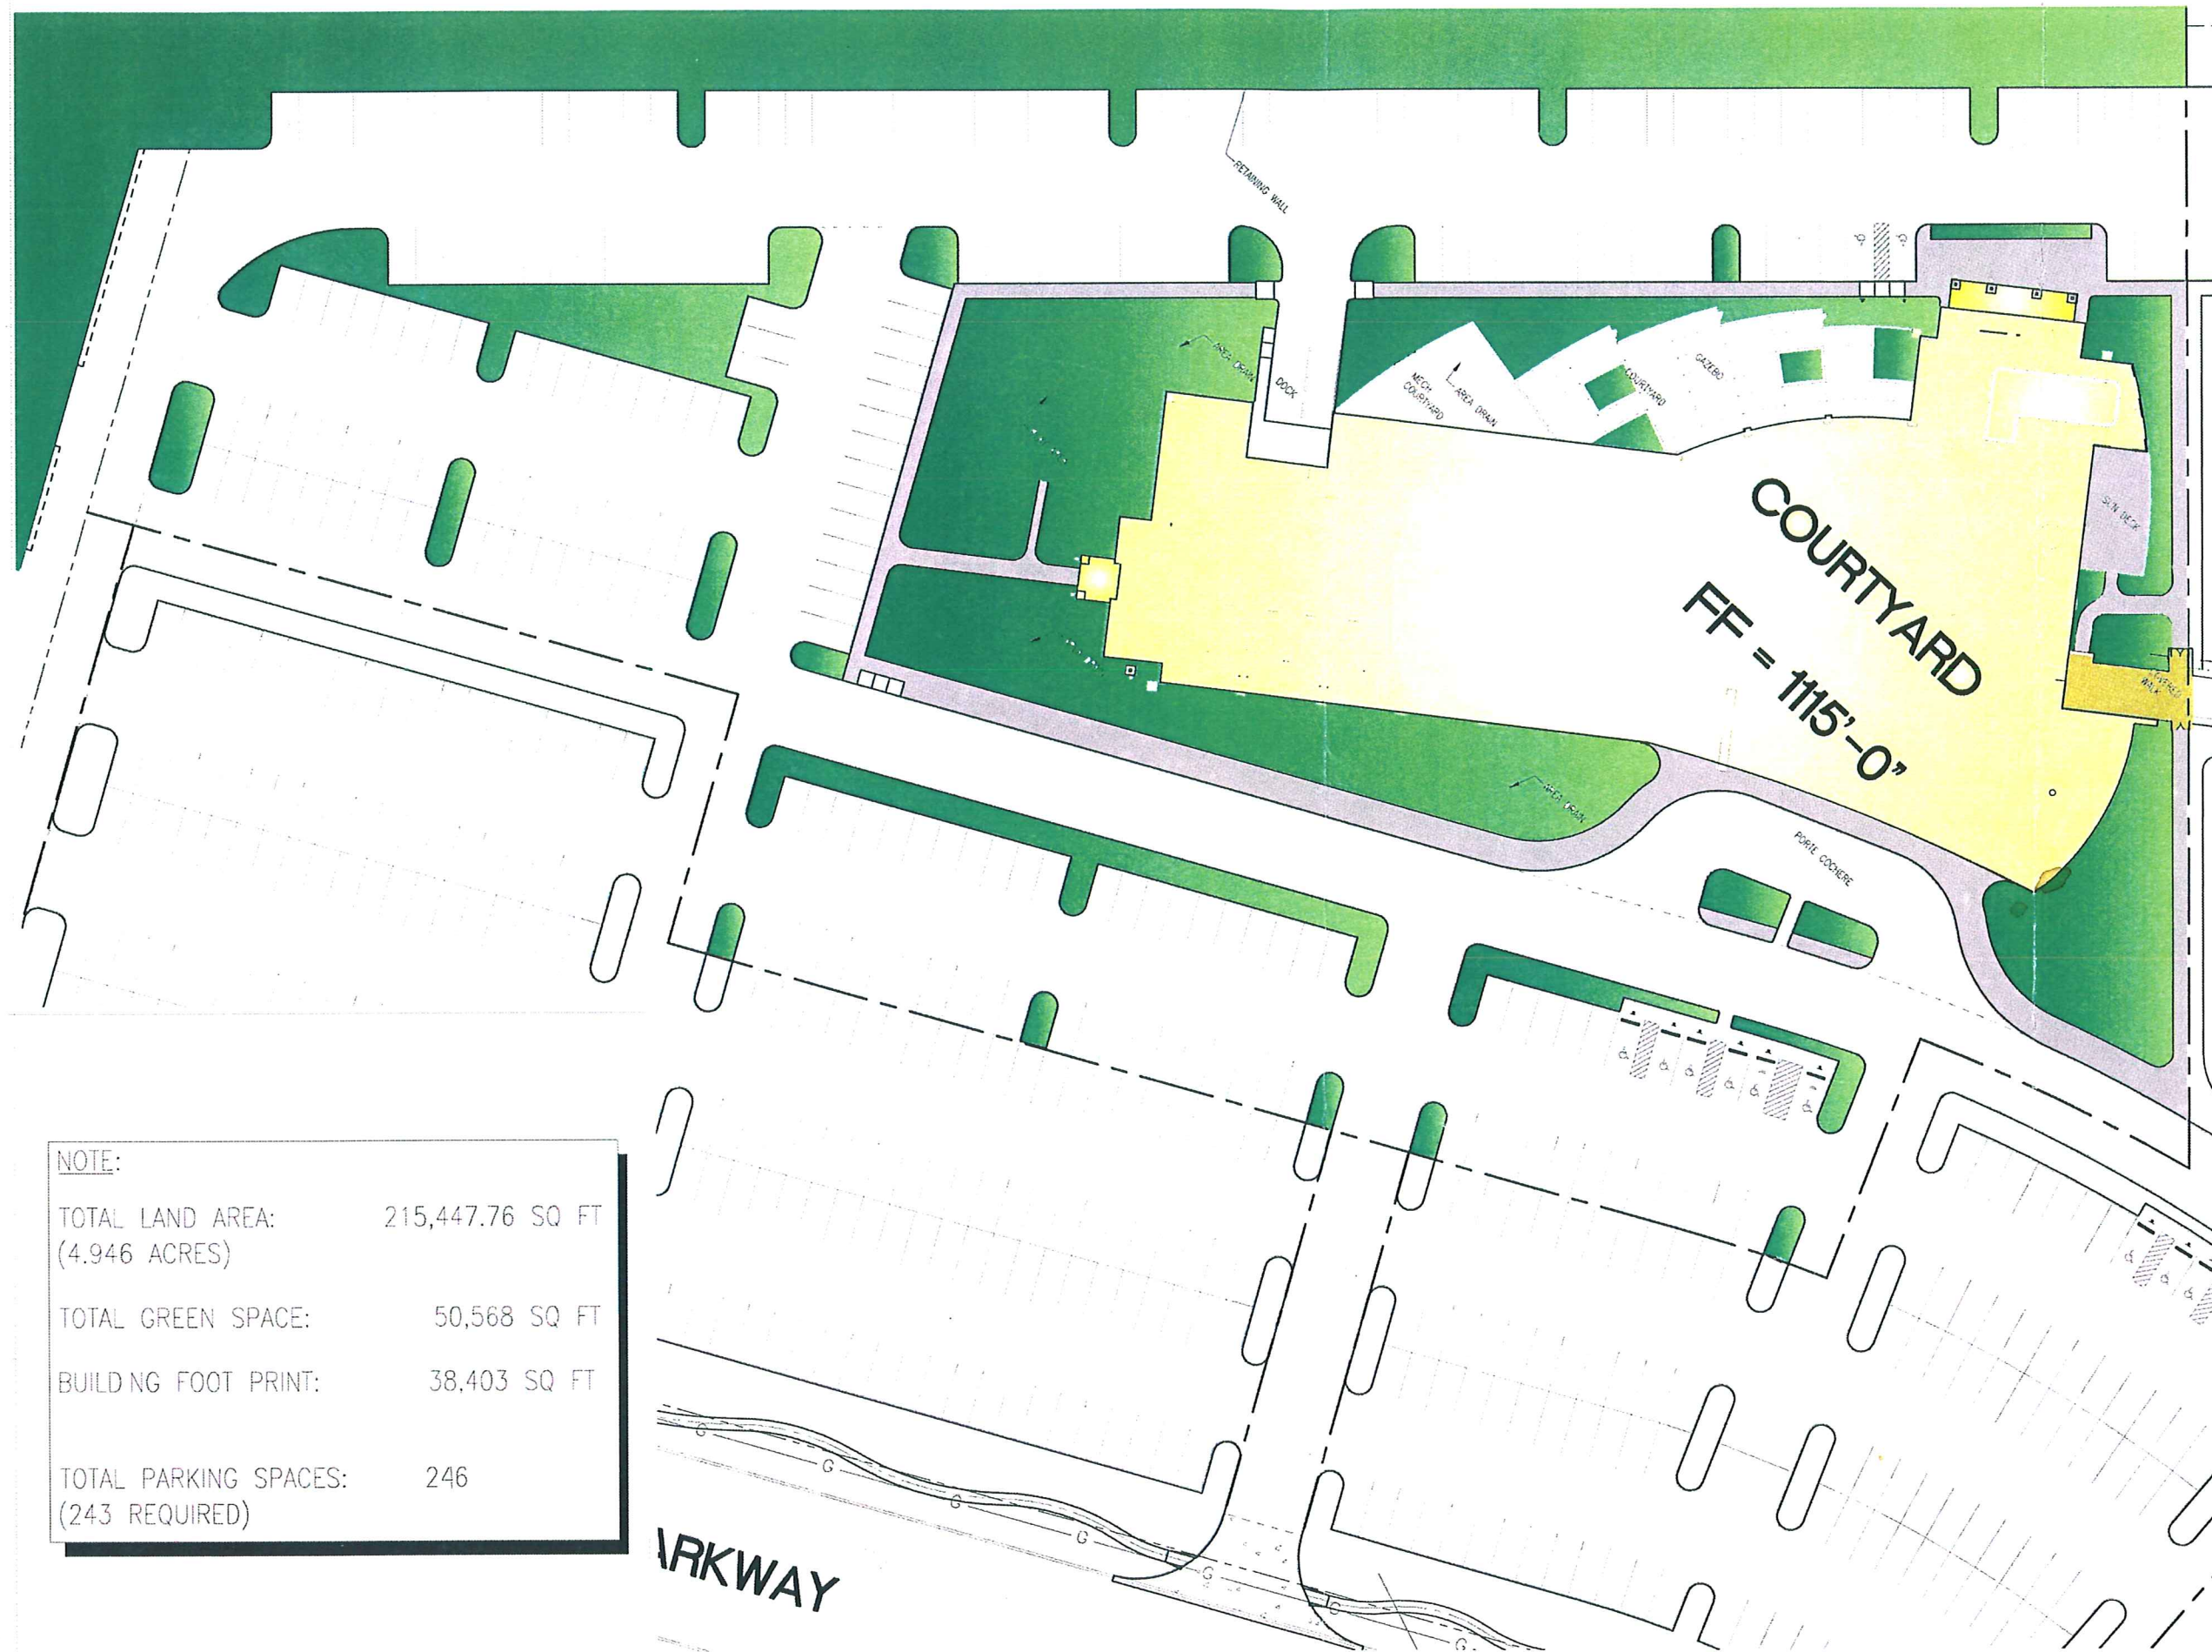 RETAINING WALL
AREA DRAIN
DOCK
MECH
COURTYARD
AREA DRAIN
COURTYARD
GAZEBO
SUN DECK
COURTYARD
FF = 1115'-0"
COVERED
WALK
AREA DRAIN
PORTE COCHERE
NOTE:
TOTAL LAND AREA: 215,447.76 SQ FT
(4.946 ACRES)
TOTAL GREEN SPACE: 50,568 SQ FT
BUILD NG FOOT PRINT: 38,403 SQ FT
TOTAL PARKING SPACES: 246
(243 REQUIRED)
ARKWAY
G
G
G
G
G
G
G